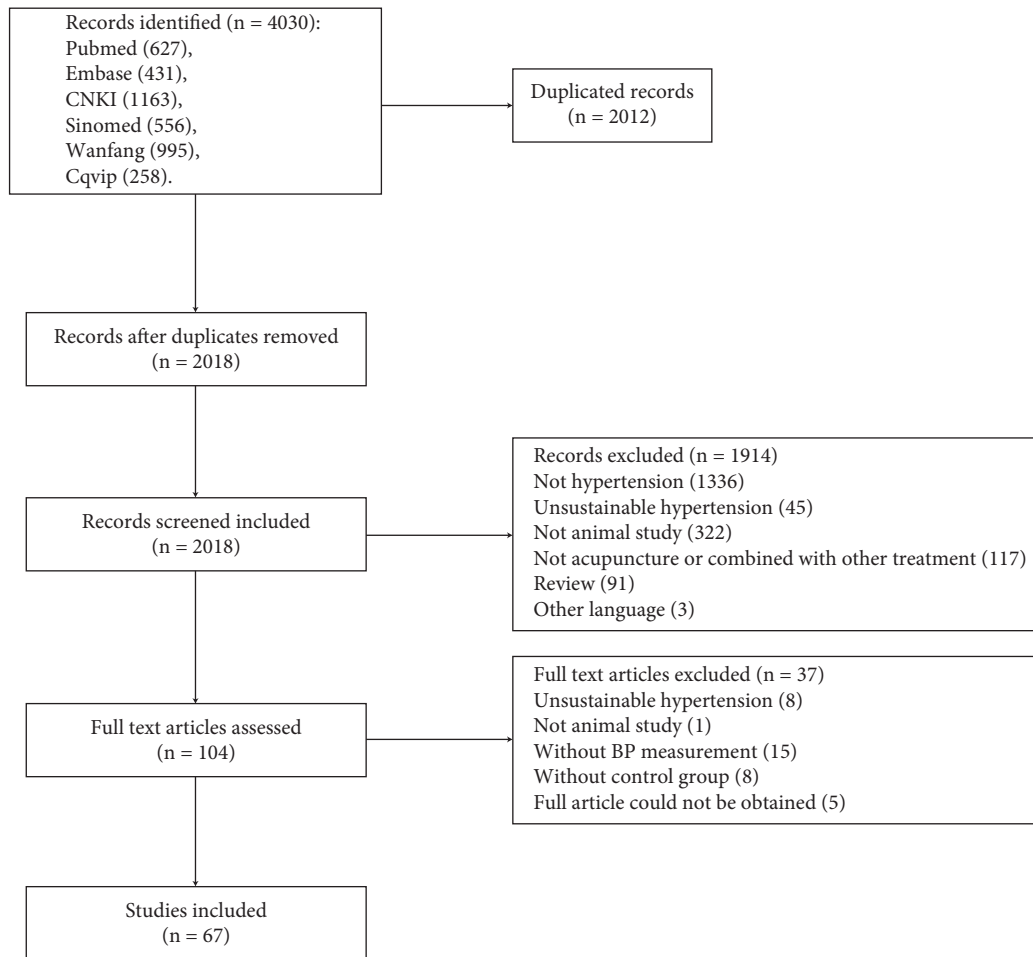 Records identified (n = 4030):
Pubmed (627),
Embase (431),
CNKI (1163),
Sinomed (556),
Wanfang (995),
Cqvip (258).
Duplicated records
(n = 2012)
Records after duplicates removed
(n = 2018)
Records screened included
(n = 2018)
Records excluded (n = 1914)
Not hypertension (1336)
Unsustainable hypertension (45)
Not animal study (322)
Not acupuncture or combined with other treatment (117)
Review (91)
Other language (3)
Full text articles assessed
(n = 104)
Full text articles excluded (n = 37)
Unsustainable hypertension (8)
Not animal study (1)
Without BP measurement (15)
Without control group (8)
Full article could not be obtained (5)
Studies included
(n = 67)